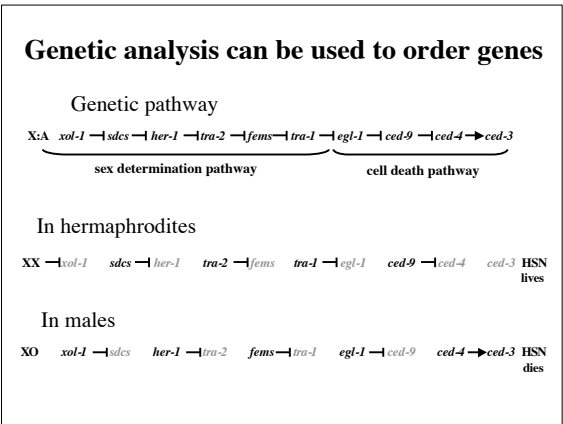 Genetic analysis can be used to order genes
Genetic pathway
X:A xol-1 ⊣ sdcs ⊣ her-1 ⊣ tra-2 ⊣ fems ⊣ tra-1 ⊣ egl-1 ⊣ ced-9 ⊣ ced-4 → ced-3
sex determination pathway cell death pathway
In hermaphrodites
XX ⊣ xol-1 sdcs ⊣ her-1 tra-2 ⊣ fems tra-1 ⊣ egl-1 ced-9 ⊣ ced-4 ced-3 HSN
lives
In males
XO xol-1 ⊣ sdcs her-1 ⊣ tra-2 fems ⊣ tra-1 egl-1 ⊣ ced-9 ced-4 → ced-3 HSN
dies